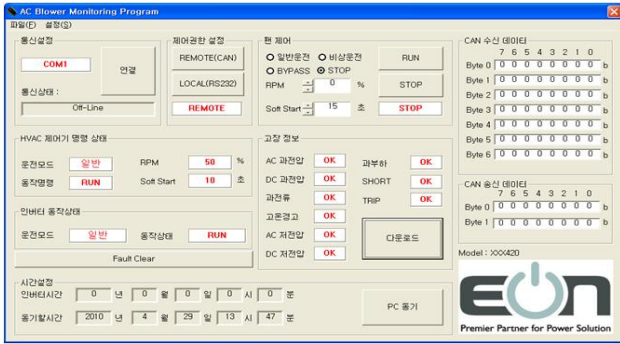 AC Blower Monitoring Program
파일(F) 설정(S)
통신설정
COM1
연결
통신상태 :
Off-Line
제어권한 설정
REMOTE(CAN)
LOCAL(RS232)
REMOTE
팬 제어
일반운전 비상운전
BYPASS STOP
RPM 0 %
Soft Start 15 초
RUN
STOP
STOP
CAN 수신 데이터
7 6 5 4 3 2 1 0
Byte 0 0 0 0 0 0 0 0 0 b
Byte 1 0 0 0 0 0 0 0 0 b
Byte 2 0 0 0 0 0 0 0 0 b
Byte 3 0 0 0 0 0 0 0 0 b
Byte 4 0 0 0 0 0 0 0 0 b
Byte 5 0 0 0 0 0 0 0 0 b
Byte 6 0 0 0 0 0 0 0 0 b
HVAC 제어기 명령 상태
운전모드 일반 RPM 50 %
동작명령 RUN Soft Start 10 초
인버터 동작상태
운전모드 일반 동작상태 RUN
Fault Clear
고장 정보
AC 과전압 OK 과부하 OK
DC 과전압 OK SHORT OK
과전류 OK TRIP OK
고온경고 OK
AC 저전압 OK
DC 저전압 OK
다운로드
CAN 송신 데이터
7 6 5 4 3 2 1 0
Byte 0 0 0 0 0 0 0 0 0 b
Byte 1 0 0 0 0 0 0 0 0 b
Model : XXX420
시간설정
인버터시간 0 년 0 월 0 일 0 시 0 분
동기할시간 2010 년 4 월 29 일 13 시 47 분
PC 동기
EON
Premier Partner for Power Solution